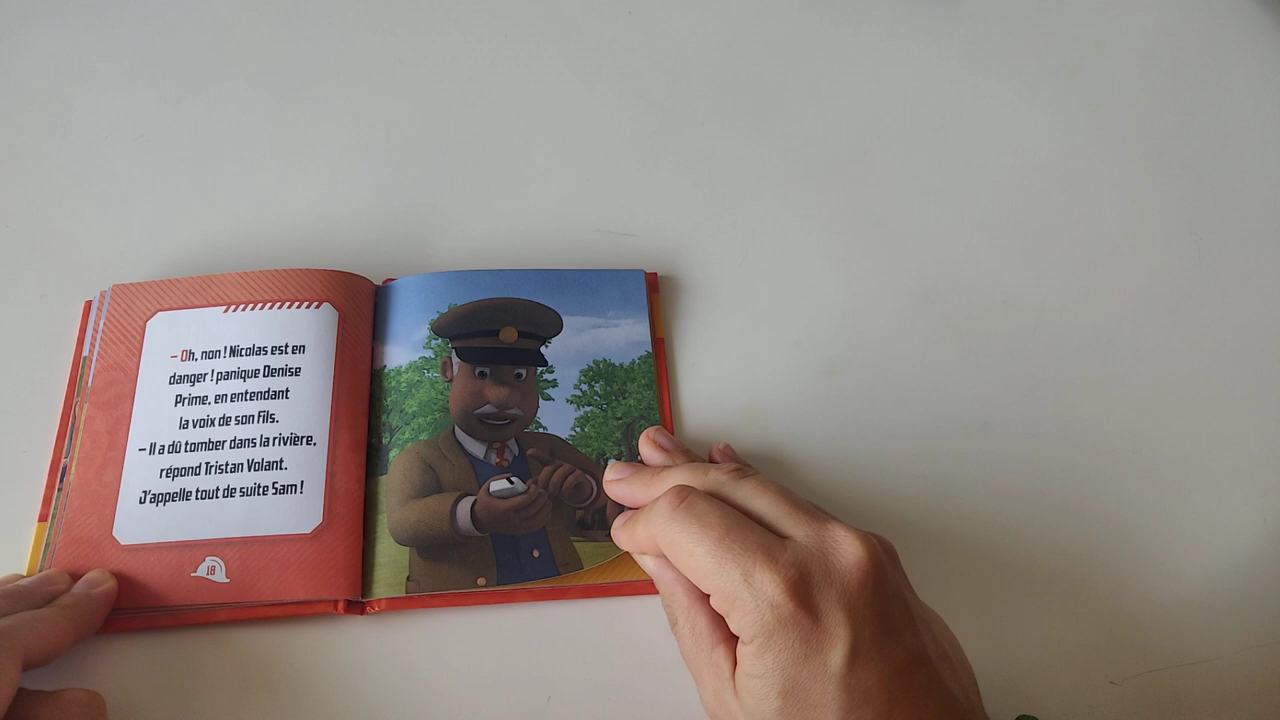 – Oh, non ! Nicolas est en
danger ! panique Denise
Prime, en entendant
la voix de son fils.
– Il a dû tomber dans la rivière,
répond Tristan Volant.
J'appelle tout de suite Sam !
18